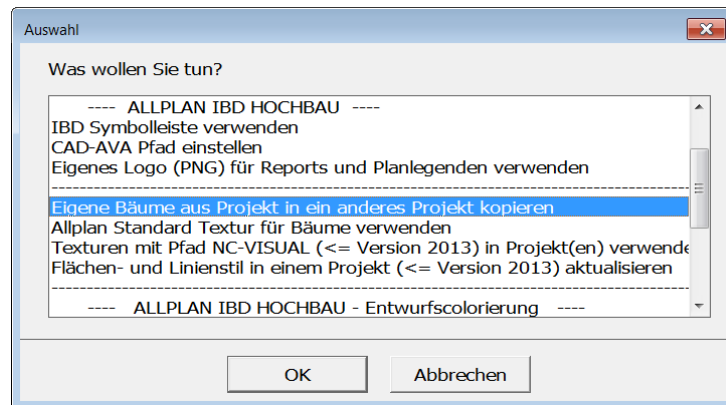 Auswahl
Was wollen Sie tun?
---- ALLPLAN IBD HOCHBAU ----
IBD Symbolleiste verwenden
CAD-AVA Pfad einstellen
Eigenes Logo (PNG) für Reports und Planlegenden verwenden
Eigene Bäume aus Projekt in ein anderes Projekt kopieren
Allplan Standard Textur für Bäume verwenden
Texturen mit Pfad NC-VISUAL (<= Version 2013) in Projekt(en) verwende
Flächen- und Linienstil in einem Projekt (<= Version 2013) aktualisieren
---- ALLPLAN IBD HOCHBAU - Entwurfscolorierung ----
OK
Abbrechen